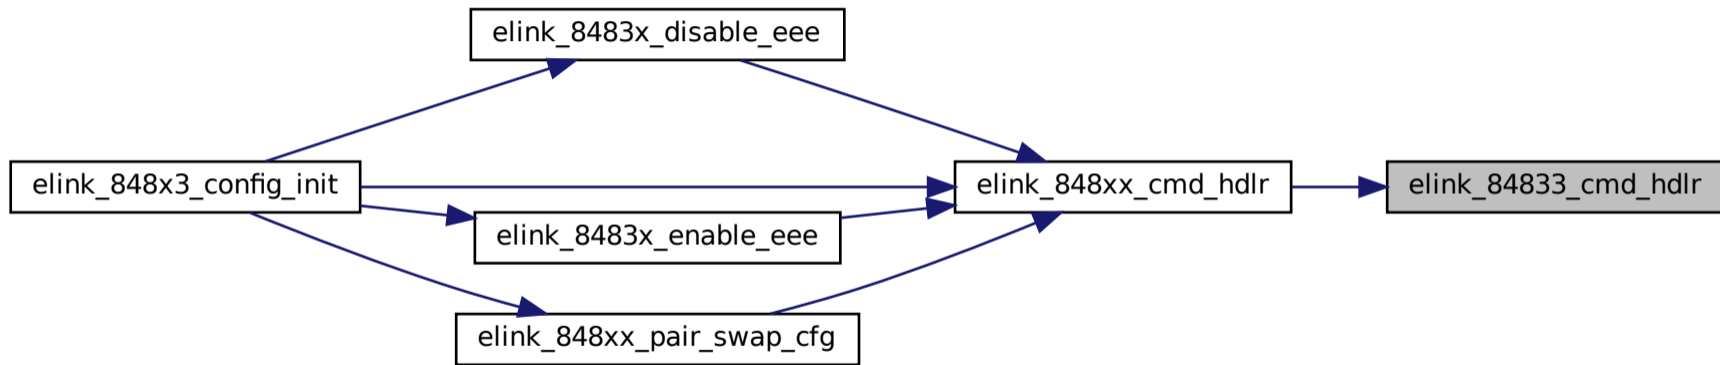 elink_8483x_disable_eee
elink_848x3_config_init
elink_848xx_cmd_hdlr
elink_84833_cmd_hdlr
elink_8483x_enable_eee
elink_848xx_pair_swap_cfg